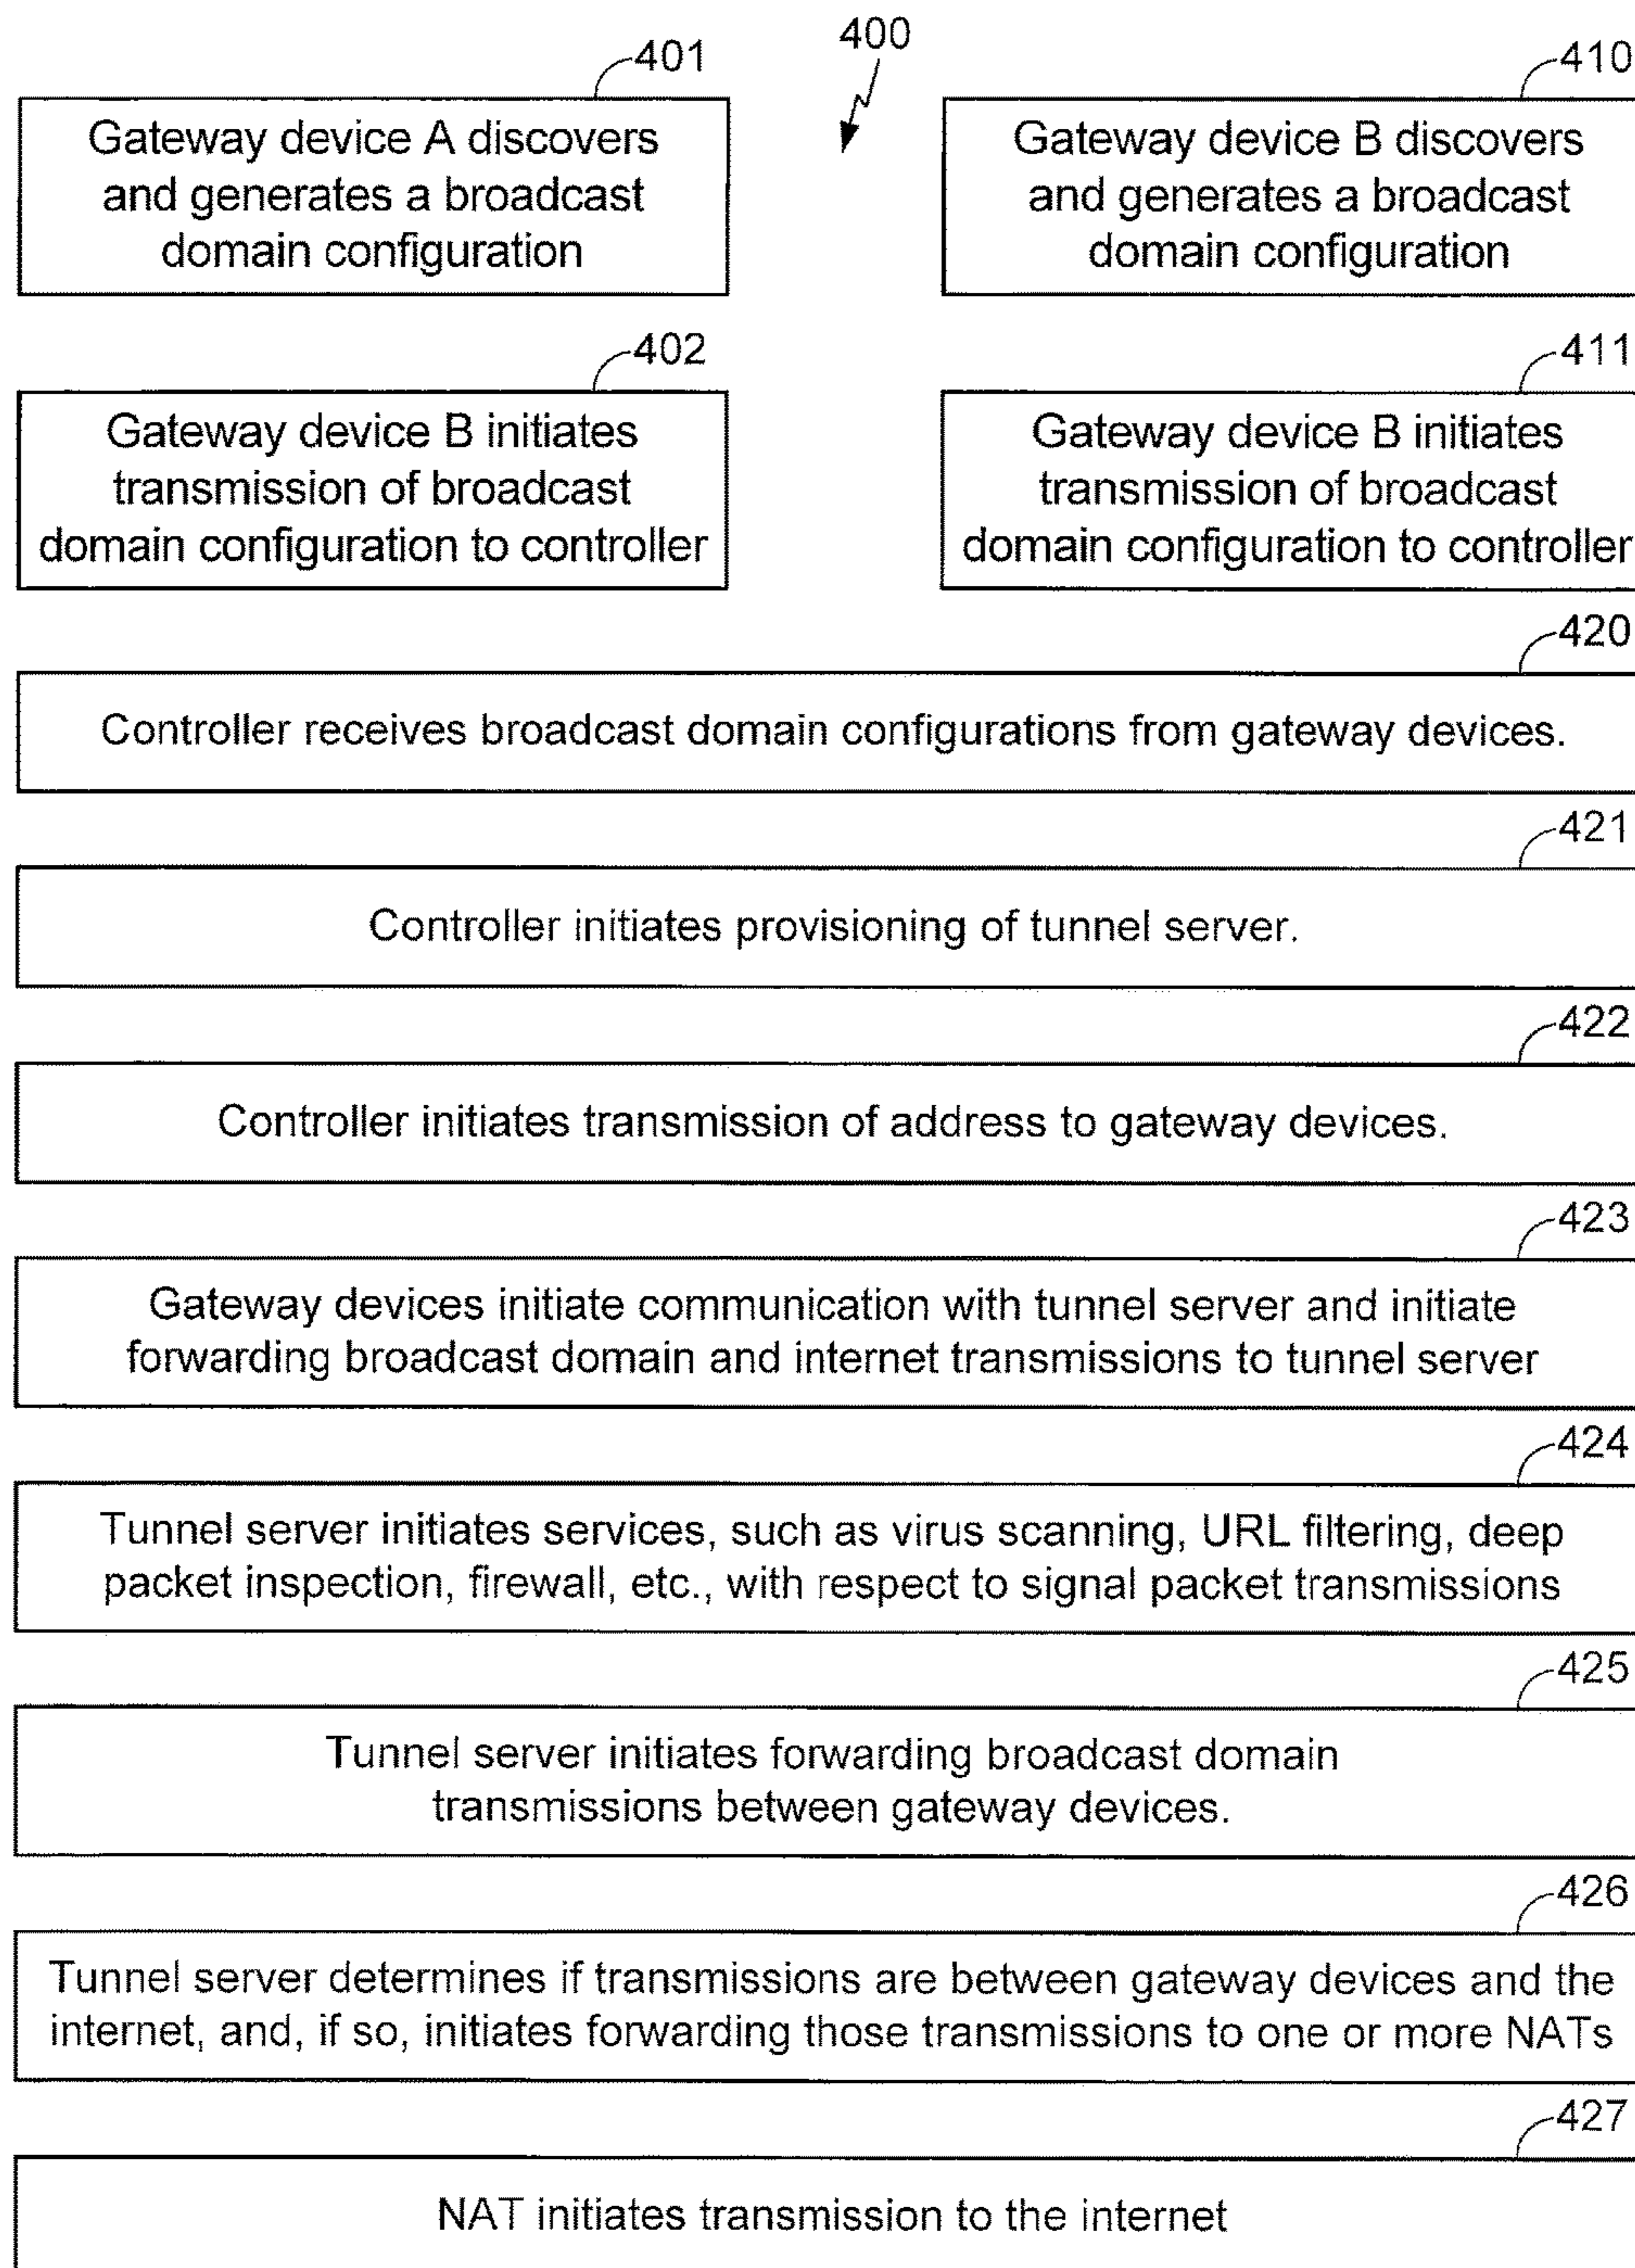 400
401
Gateway device A discovers
and generates a broadcast
domain configuration
410
Gateway device B discovers
and generates a broadcast
domain configuration
402
Gateway device B initiates
transmission of broadcast
domain configuration to controller
411
Gateway device B initiates
transmission of broadcast
domain configuration to controller
420
Controller receives broadcast domain configurations from gateway devices.
421
Controller initiates provisioning of tunnel server.
422
Controller initiates transmission of address to gateway devices.
423
Gateway devices initiate communication with tunnel server and initiate
forwarding broadcast domain and internet transmissions to tunnel server
424
Tunnel server initiates services, such as virus scanning, URL filtering, deep
packet inspection, firewall, etc., with respect to signal packet transmissions
425
Tunnel server initiates forwarding broadcast domain
transmissions between gateway devices.
426
Tunnel server determines if transmissions are between gateway devices and the
internet, and, if so, initiates forwarding those transmissions to one or more NATs
427
NAT initiates transmission to the internet